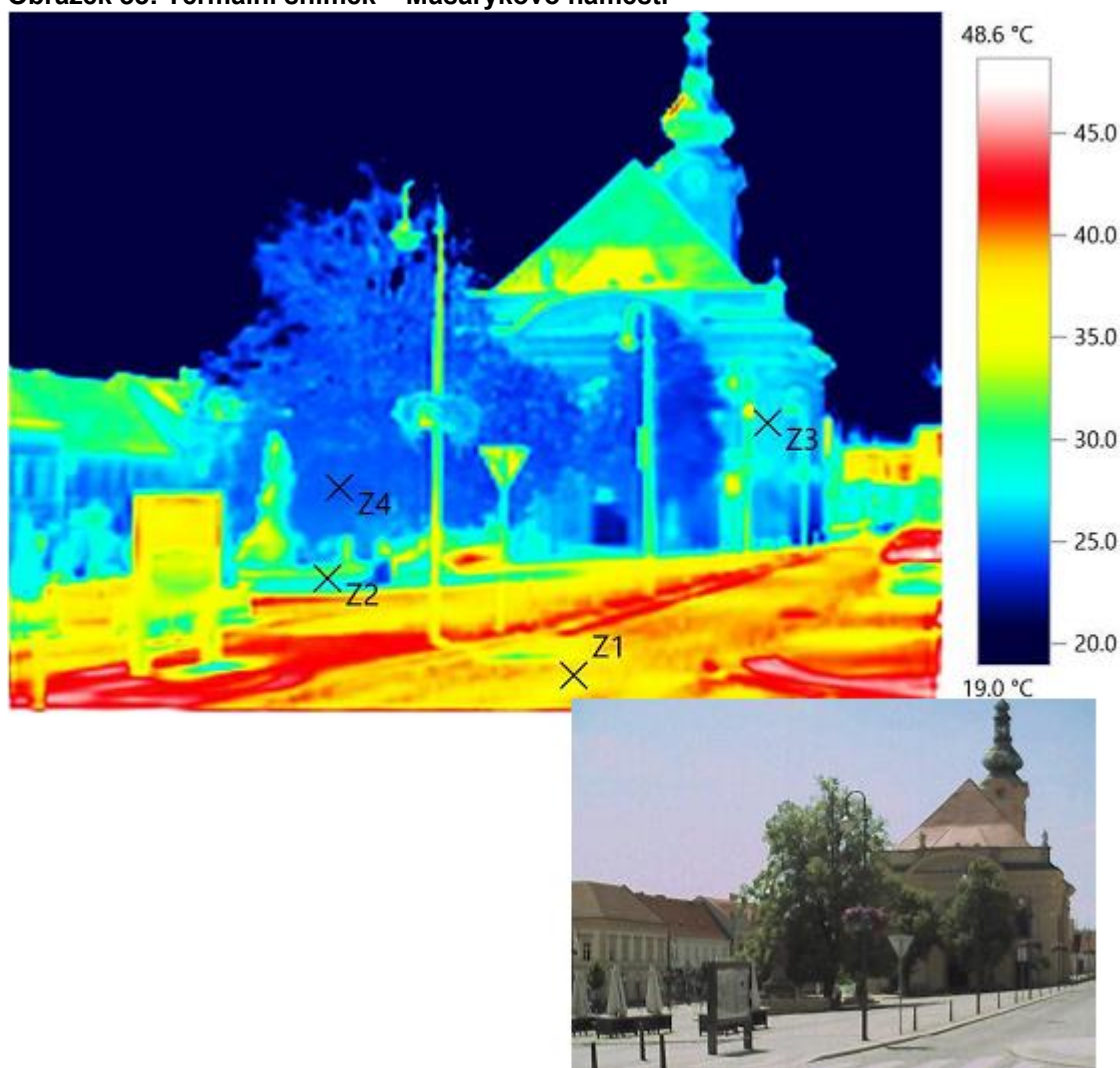 Obrázek Termální snímek – Masarykovo náměstí
48.6 °C
45.0
40.0
35.0
30.0
25.0
20.0
19.0 °C
Z3
Z4
Z2
Z1